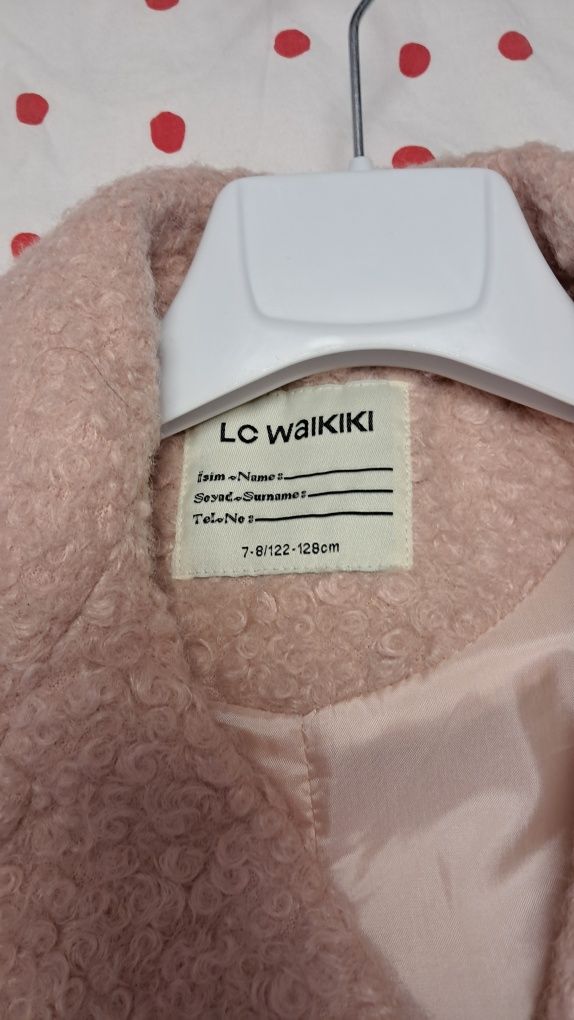 LC WAIKIKI
İsim - Name:
Soyad - Surname:
Tel. No:
7-8/122-128cm